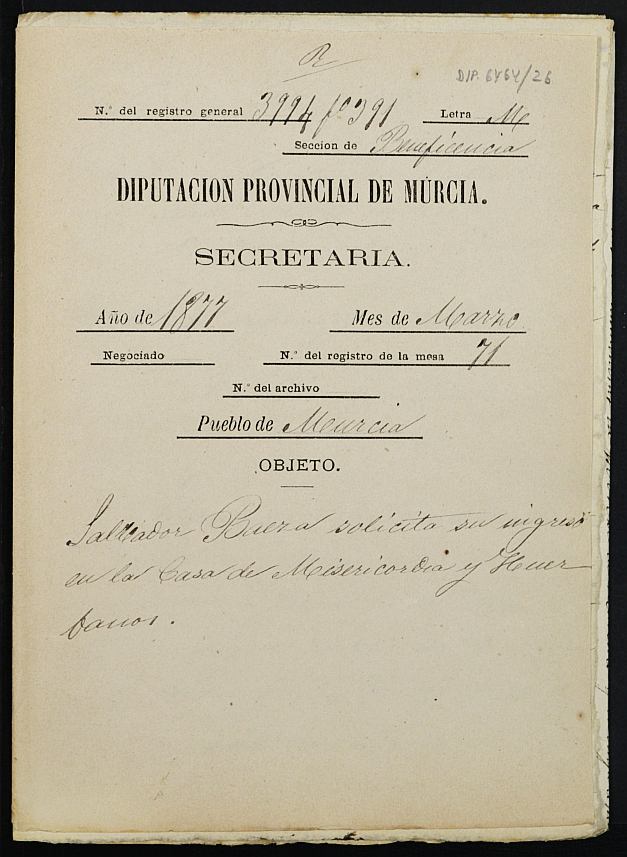 R
DIP. 6464/26
N.º del registro general 3994 fº 391 Letra M
Seccion de Beneficencia
DIPUTACION PROVINCIAL DE MURCIA.
SECRETARIA.
Año de 1877 Mes de Marzo
Negociado N.º del registro de la mesa 71
N.º del archivo
Pueblo de Murcia
OBJETO.
Salvador Baeza solicita su ingreso
en la Casa de Misericordia y Huer
fanos.